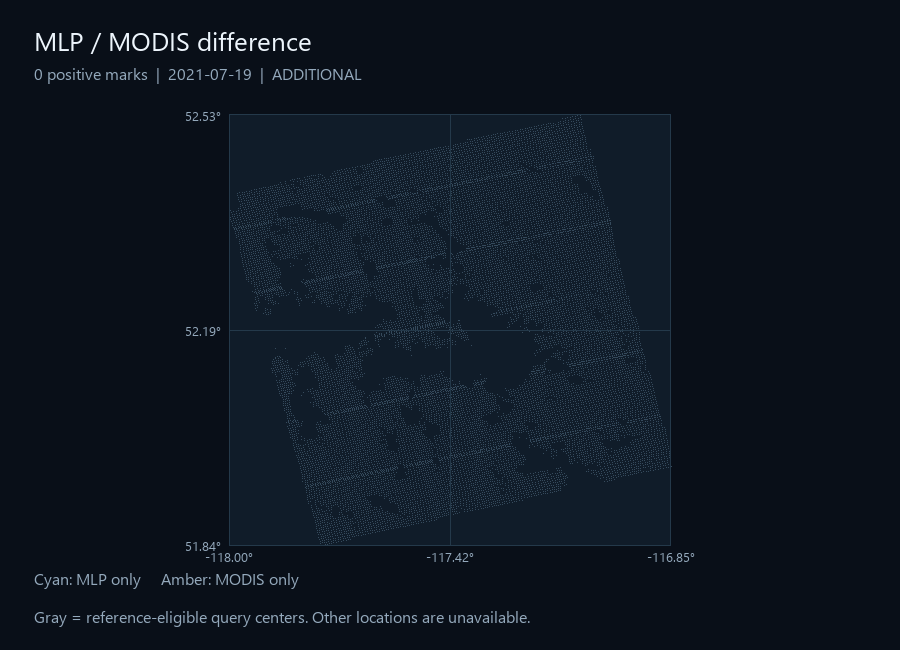 MLP / MODIS difference
0 positive marks | 2021-07-19 | ADDITIONAL
52.53°
52.19°
51.84°
-118.00° -117.42° -116.85°
Cyan: MLP only Amber: MODIS only
Gray = reference-eligible query centers. Other locations are unavailable.